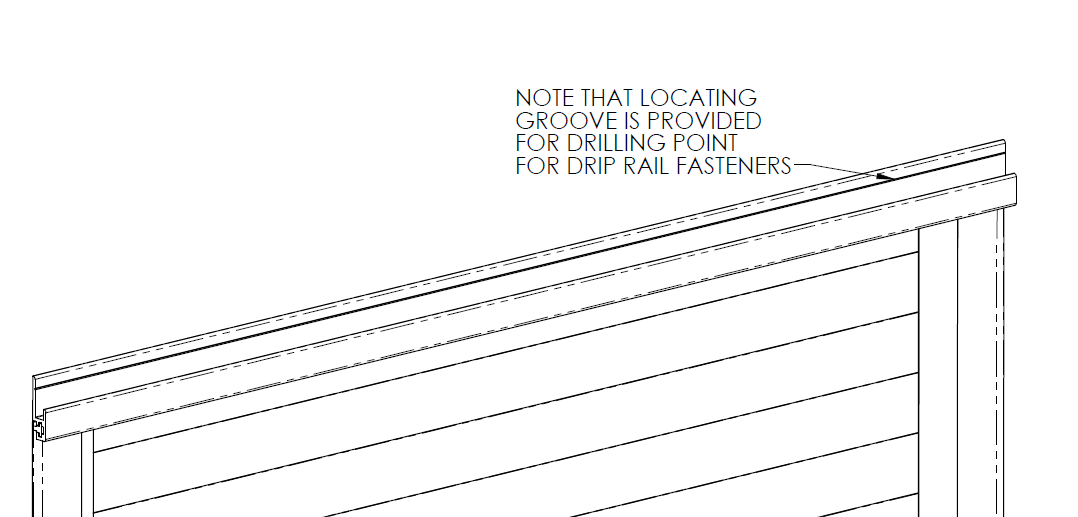 NOTE THAT LOCATING
GROOVE IS PROVIDED
FOR DRILLING POINT
FOR DRIP RAIL FASTENERS